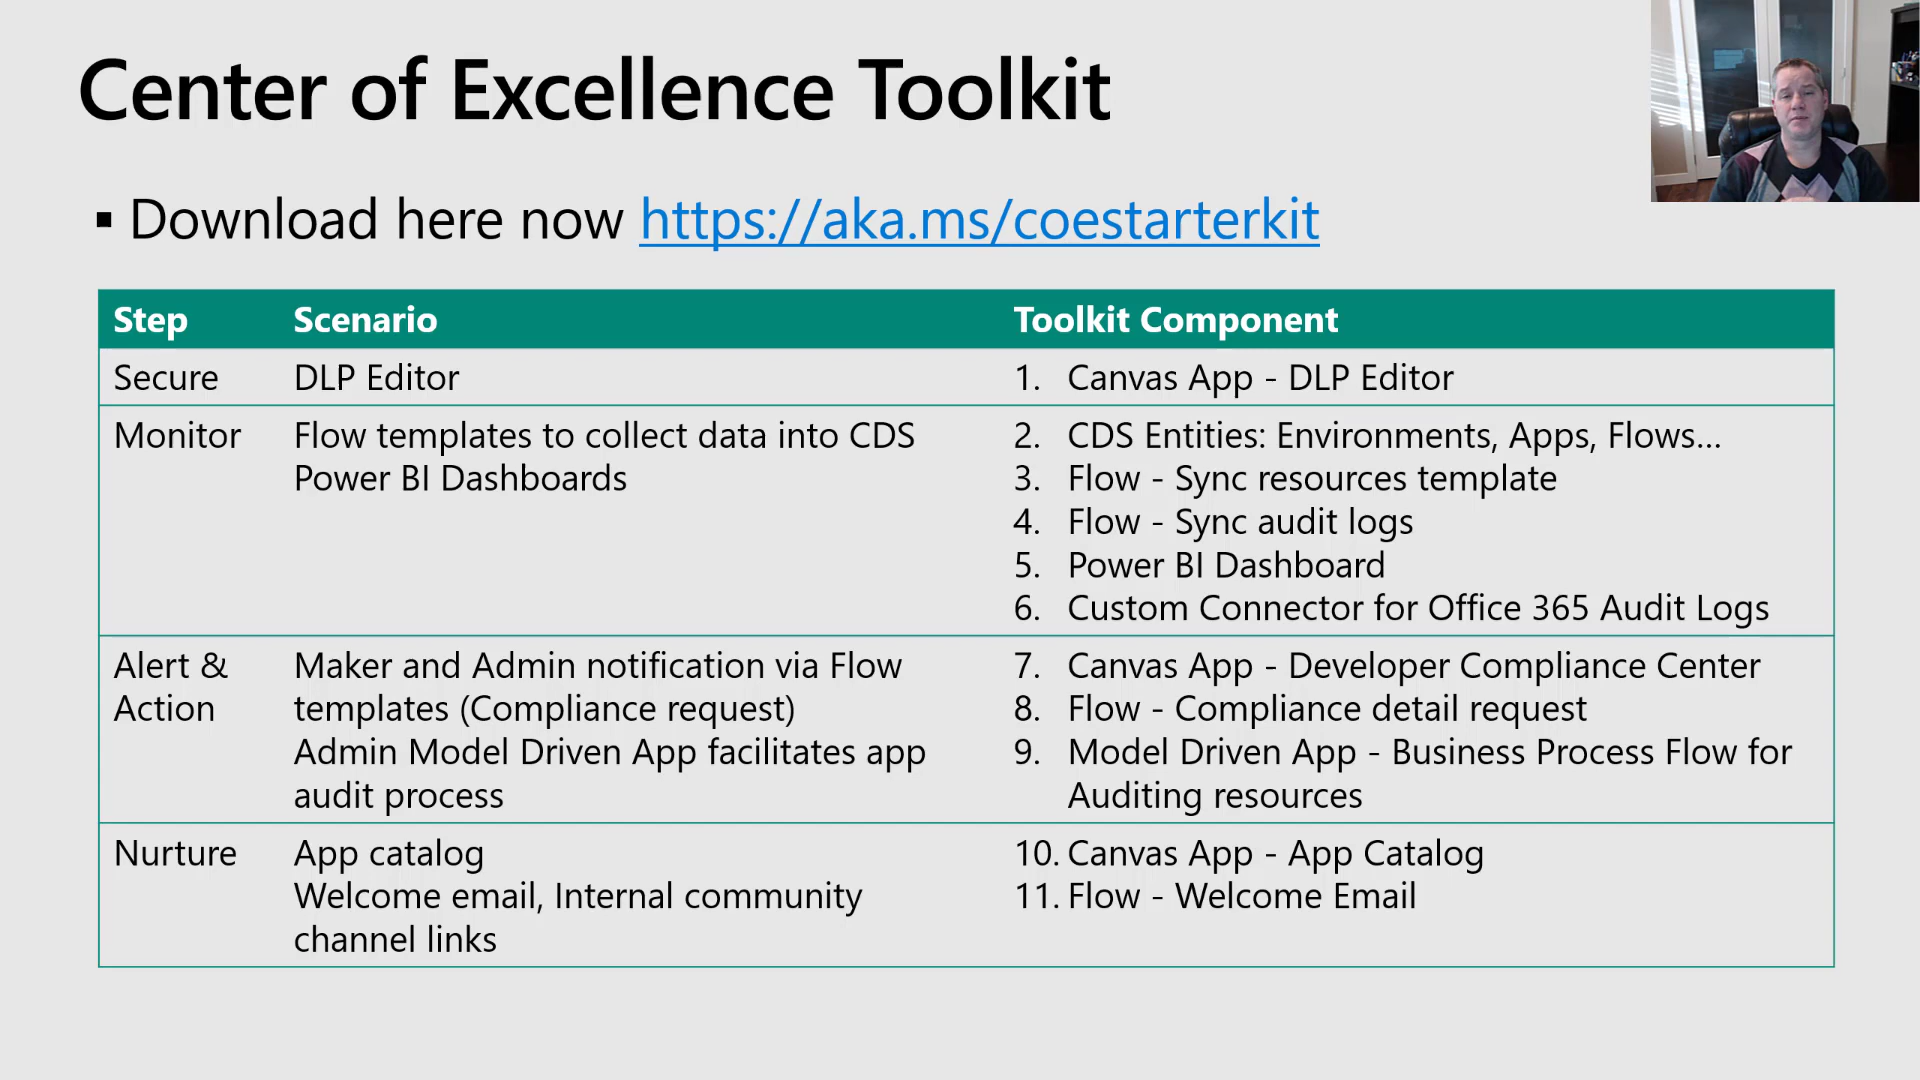 Center of Excellence Toolkit
▪ Download here now https://aka.ms/coestarterkit
Step Scenario Toolkit Component
Secure DLP Editor 1. Canvas App - DLP Editor
Monitor Flow templates to collect data into CDS 2. CDS Entities: Environments, Apps, Flows...
Power BI Dashboards 3. Flow - Sync resources template
4. Flow - Sync audit logs
5. Power BI Dashboard
6. Custom Connector for Office 365 Audit Logs
Alert & Maker and Admin notification via Flow 7. Canvas App - Developer Compliance Center
Action templates (Compliance request) 8. Flow - Compliance detail request
Admin Model Driven App facilitates app 9. Model Driven App - Business Process Flow for
audit process Auditing resources
Nurture App catalog 10. Canvas App - App Catalog
Welcome email, Internal community 11. Flow - Welcome Email
channel links